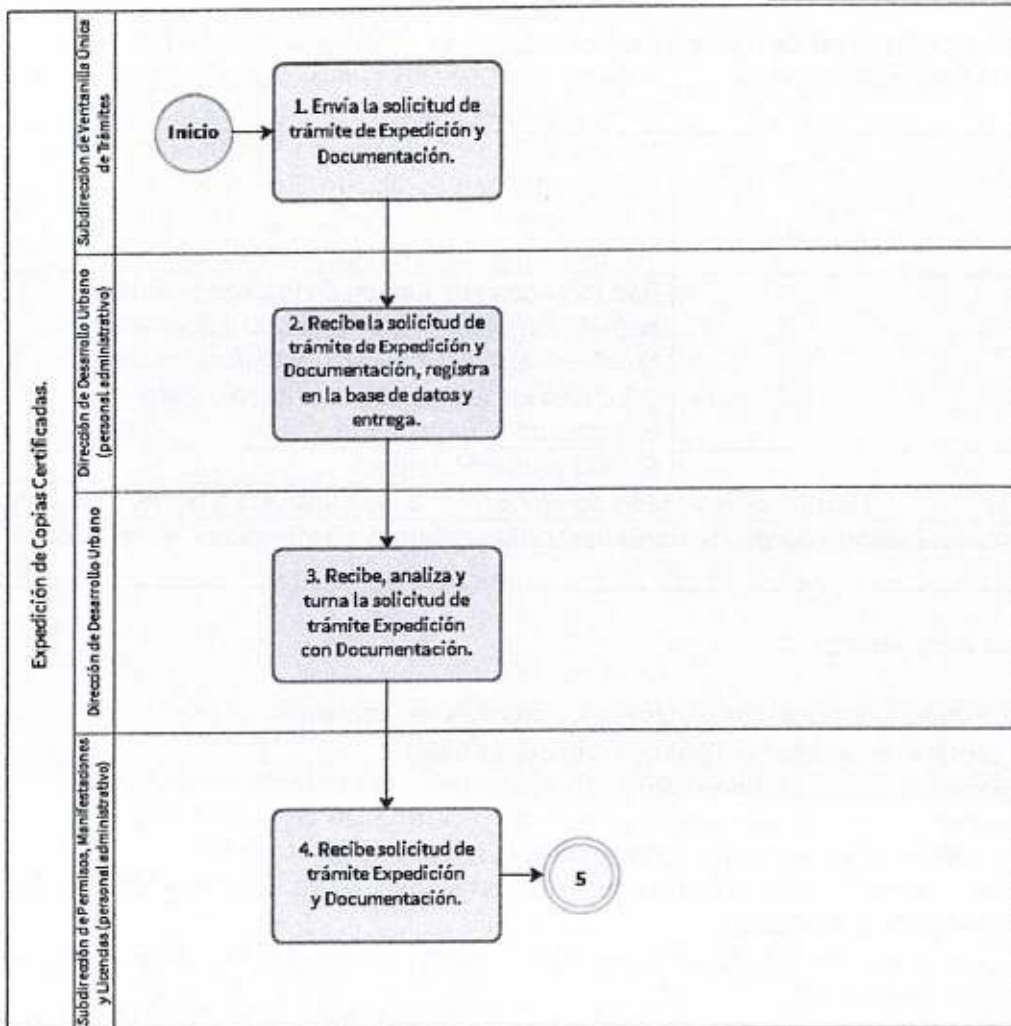 Expedición de Copias Certificadas.
Subdirección de Ventanilla Única
de Trámites
Inicio
1. Envía la solicitud de
trámite de Expedición y
Documentación.
Dirección de Desarrollo Urbano
(personal administrativo)
2. Recibe la solicitud de
trámite de Expedición y
Documentación, registra
en la base de datos y
entrega.
Dirección de Desarrollo Urbano
3. Recibe, analiza y
turna la solicitud de
trámite Expedición
con Documentación.
Subdirección de Permisos, Manifestaciones
y Licencias (personal administrativo)
4. Recibe solicitud de
trámite Expedición
y Documentación.
5